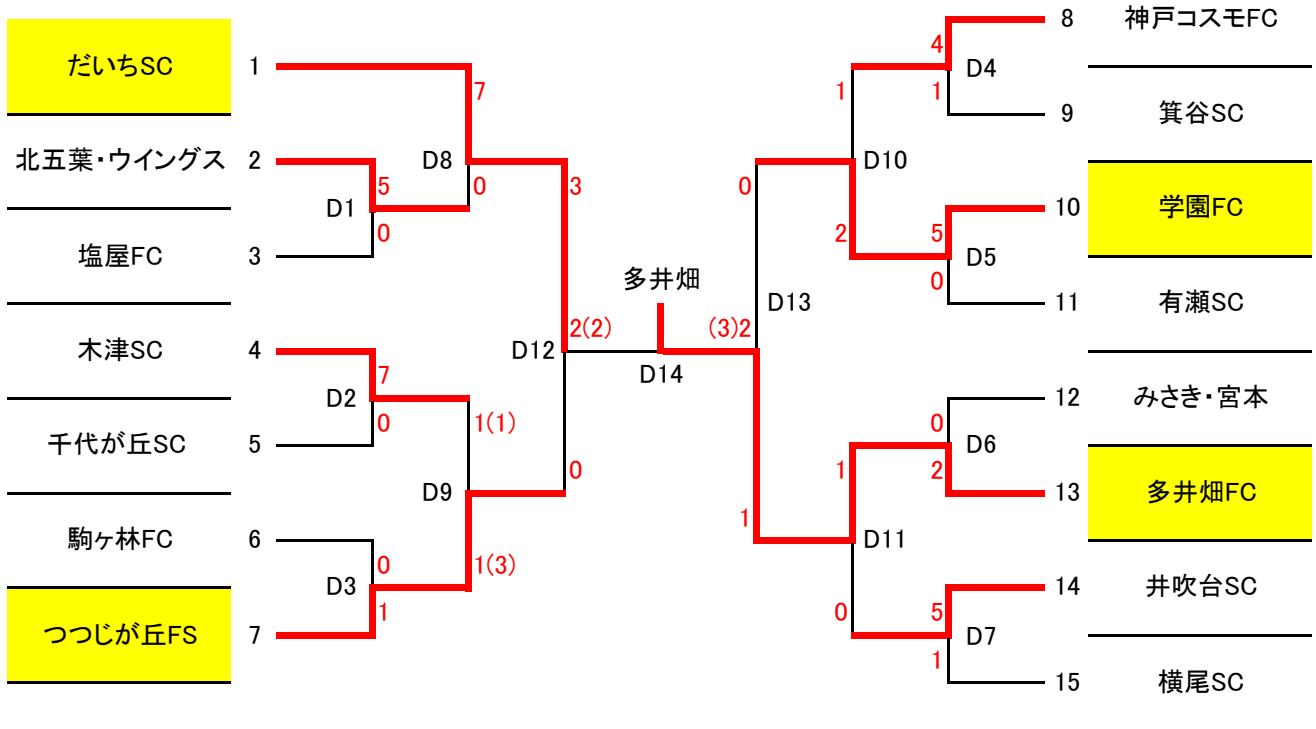 だいちSC 1
北五葉・ウイングス 2
塩屋FC 3
木津SC 4
千代が丘SC 5
駒ヶ林FC 6
つつじが丘FS 7
D1
5
0
D2
7
0
D3
0
1
D8
7
0
D9
1(1)
1(3)
D12
3
0
多井畑
2(2)
(3)2
D14
D13
0
1
D10
1
2
D11
1
0
D4
4
1
D5
5
0
D6
0
2
D7
5
1
8 神戸コスモFC
9 箕谷SC
10 学園FC
11 有瀬SC
12 みさき・宮本
13 多井畑FC
14 井吹台SC
15 横尾SC